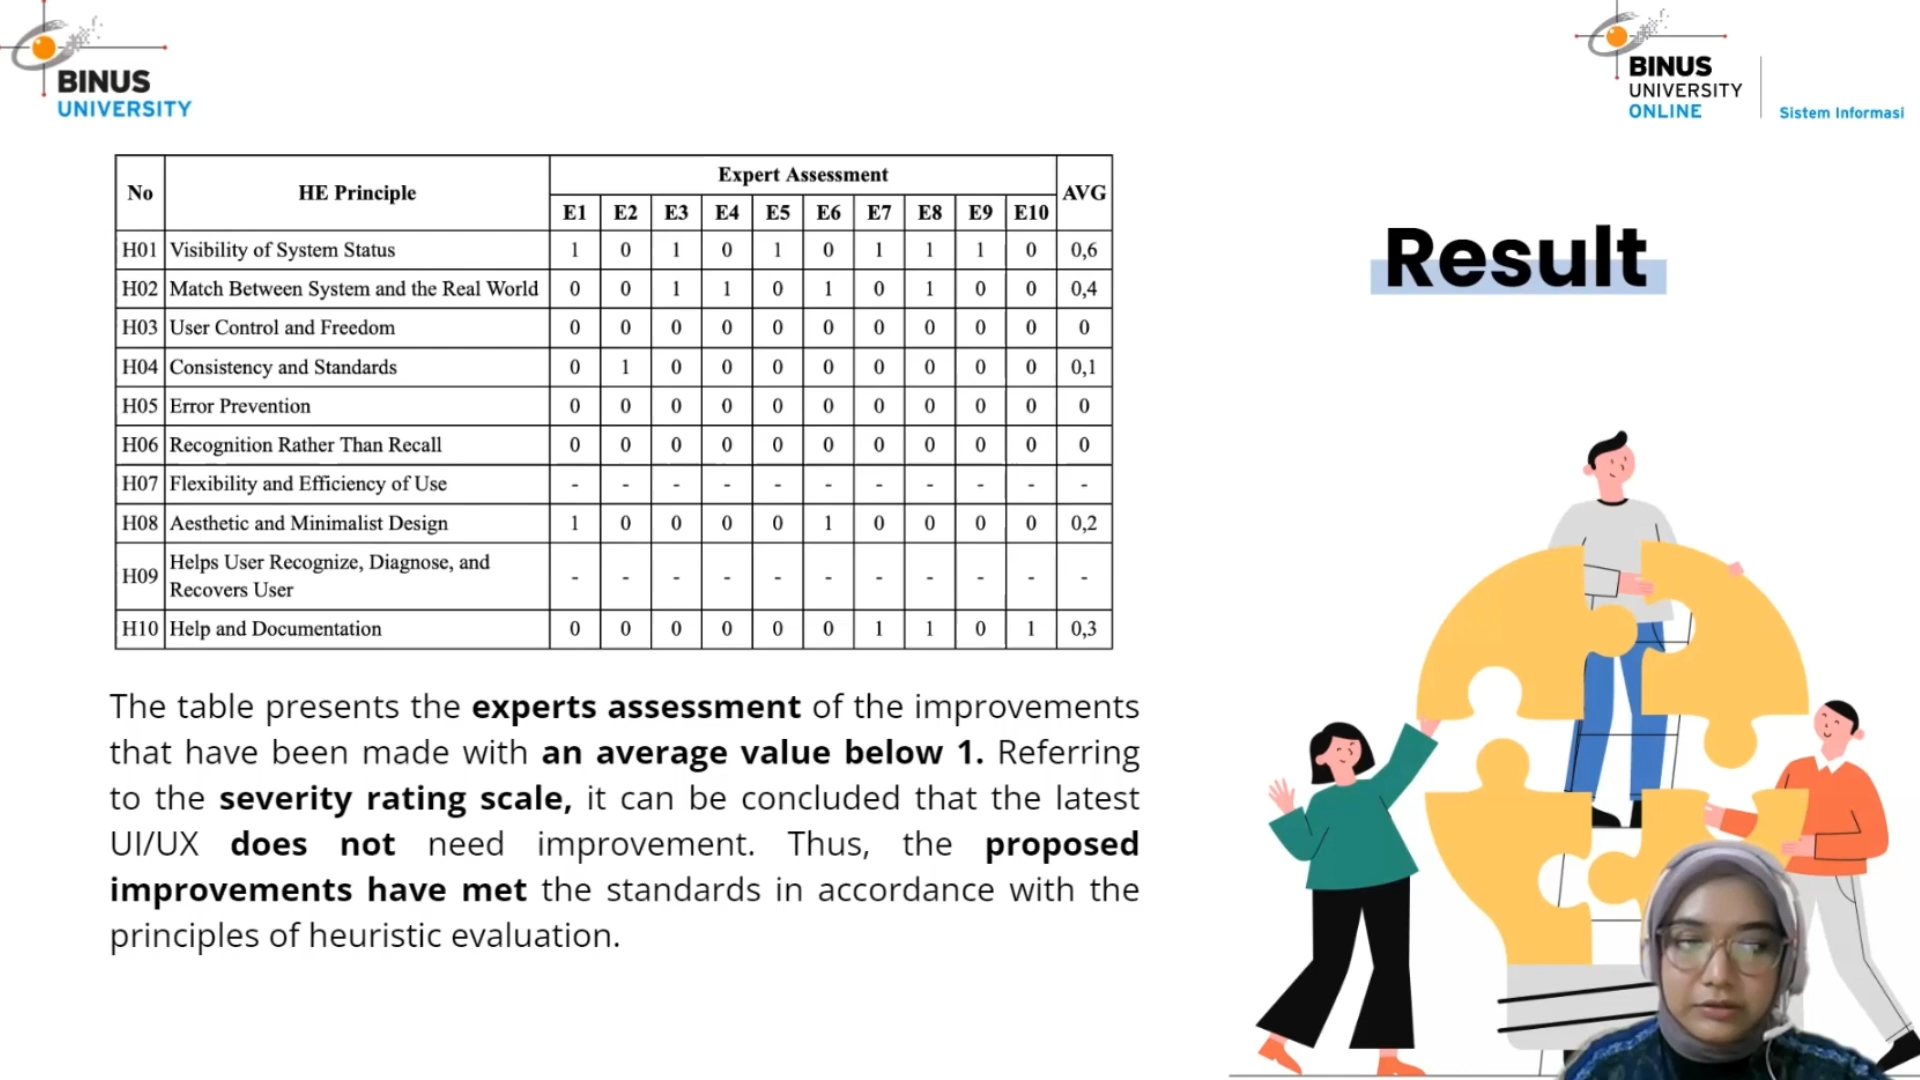 BINUS
UNIVERSITY
BINUS
UNIVERSITY
ONLINE
Sistem Informasi
No HE Principle Expert Assessment AVG
E1 E2 E3 E4 E5 E6 E7 E8 E9 E10
H01 Visibility of System Status 1 0 1 0 1 0 1 1 1 0 0,6
H02 Match Between System and the Real World 0 0 1 1 0 1 0 1 0 0 0,4
H03 User Control and Freedom 0 0 0 0 0 0 0 0 0 0 0
H04 Consistency and Standards 0 1 0 0 0 0 0 0 0 0 0,1
H05 Error Prevention 0 0 0 0 0 0 0 0 0 0 0
H06 Recognition Rather Than Recall 0 0 0 0 0 0 0 0 0 0 0
H07 Flexibility and Efficiency of Use - - - - - - - - - - -
H08 Aesthetic and Minimalist Design 1 0 0 0 0 1 0 0 0 0 0,2
H09 Helps User Recognize, Diagnose, and
Recovers User - - - - - - - - - - -
H10 Help and Documentation 0 0 0 0 0 0 1 1 0 1 0,3
Result
The table presents the experts assessment of the improvements
that have been made with an average value below 1. Referring
to the severity rating scale, it can be concluded that the latest
UI/UX does not need improvement. Thus, the proposed
improvements have met the standards in accordance with the
principles of heuristic evaluation.